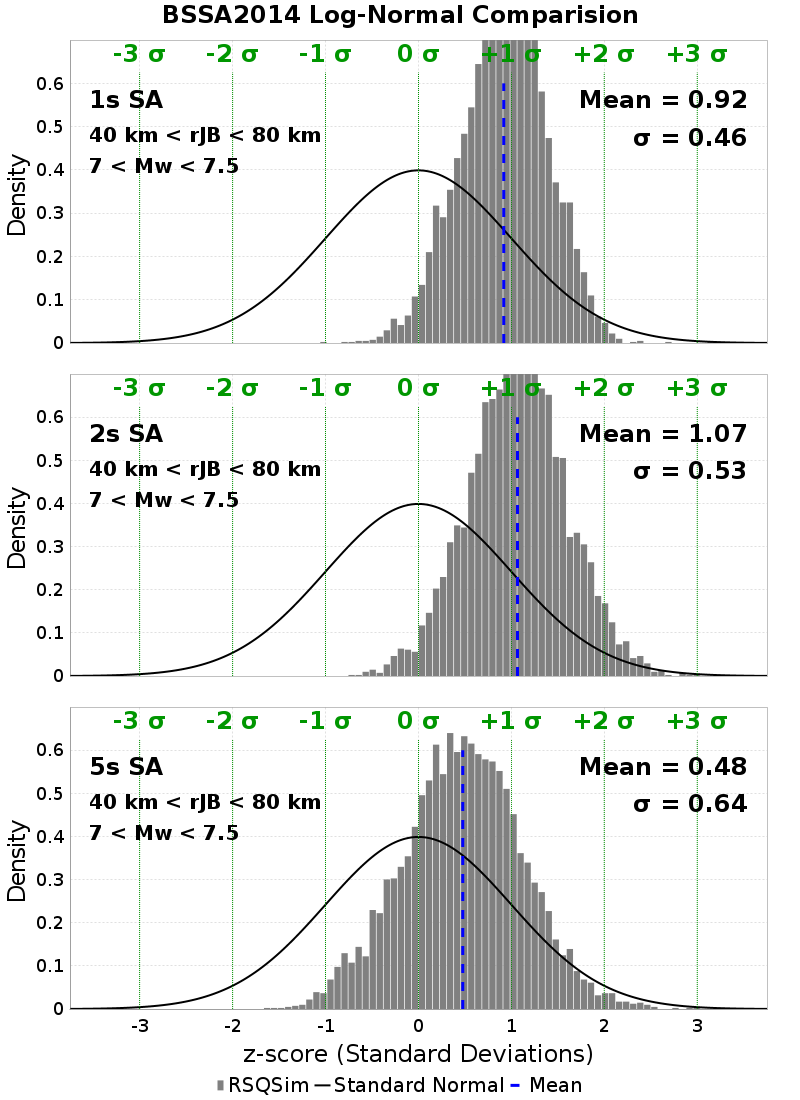 BSSA2014 Log-Normal Comparision
-3 σ -2 σ -1 σ 0 σ +1 σ +2 σ +3 σ
1s SA
Mean = 0.92
40 km < rJB < 80 km
σ = 0.46
7 < Mw < 7.5
Density
0.6
0.5
0.4
0.3
0.2
0.1
0
-3 σ -2 σ -1 σ 0 σ +1 σ +2 σ +3 σ
2s SA
Mean = 1.07
40 km < rJB < 80 km
σ = 0.53
7 < Mw < 7.5
Density
0.6
0.5
0.4
0.3
0.2
0.1
0
-3 σ -2 σ -1 σ 0 σ +1 σ +2 σ +3 σ
5s SA
Mean = 0.48
40 km < rJB < 80 km
σ = 0.64
7 < Mw < 7.5
Density
0.6
0.5
0.4
0.3
0.2
0.1
0
-3 -2 -1 0 1 2 3
z-score (Standard Deviations)
RSQSim Standard Normal Mean